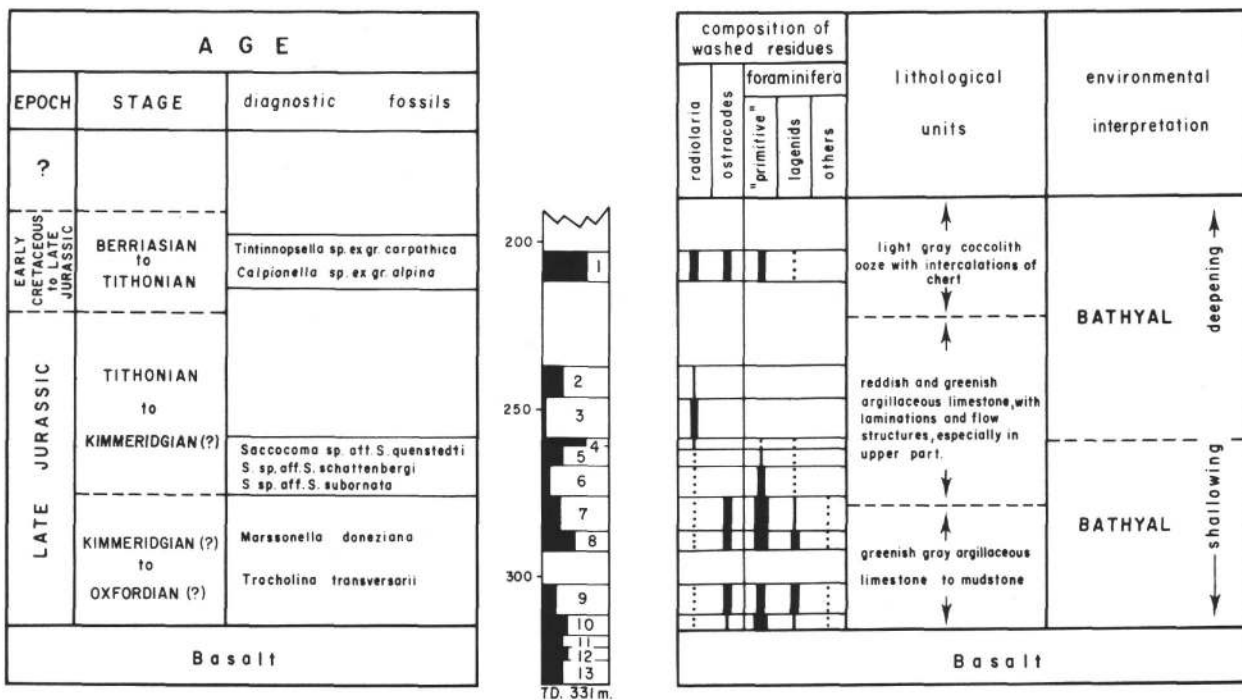 A G E
EPOCH
STAGE
diagnostic fossils
?
EARLY
CRETACEOUS
to LATE
JURASSIC
BERRIASIAN
to
TITHONIAN
Tintinnopsella sp. ex gr. carpathica
Calpionella sp. ex gr. alpina
LATE JURASSIC
TITHONIAN
to
KIMMERIDGIAN (?)
Saccocoma sp. aff. S. quenstedti
S sp. aff. S. schattenbergi
S sp. aff. S. subornata
KIMMERIDGIAN (?)
to
OXFORDIAN (?)
Marssonella doneziana
Trocholina transversarii
Basalt
200
250
300
1
2
3
4
5
6
7
8
9
10
11
12
13
TD. 331 m.
composition of
washed residues
foraminifera
radiolaria
ostracodes
"primitive"
lagenids
others
lithological
units
environmental
interpretation
light gray coccolith
ooze with intercalations of
chert
reddish and greenish
argillaceous limestone, with
laminations and flow
structures, especially in
upper part.
greenish gray argillaceous
limestone to mudstone
BATHYAL
deepening
BATHYAL
shallowing
Basalt